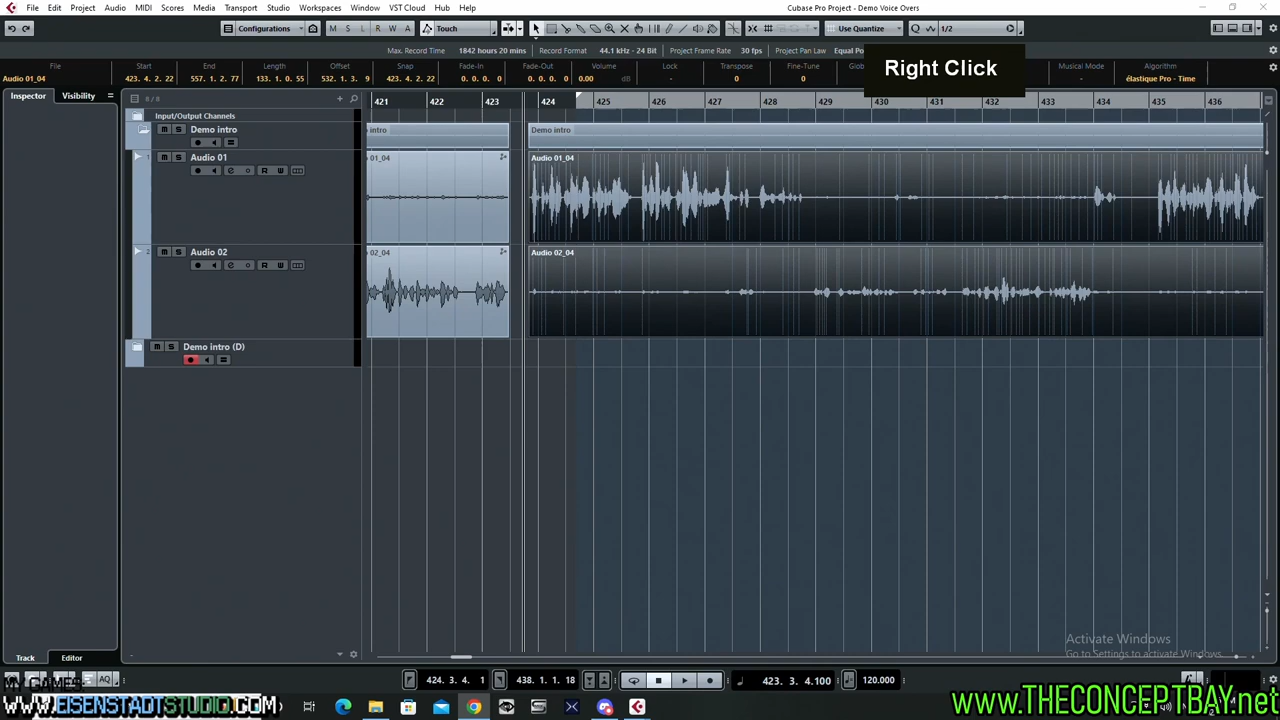 Cubase Pro Project - Demo Voice Overs
File Edit Project Audio MIDI Scores Media Transport Studio Workspaces Window VST Cloud Hub Help
Configurations M S L R W A Touch Use Quantize Q 1/2
Max. Record Time 1842 hours 20 mins Record Format 44.1 kHz - 24 Bit Project Frame Rate 30 fps Project Pan Law Equal Po
Right Click
File Start End Length Offset Snap Fade-In Fade-Out Volume Lock Transpose Fine-Tune Glob Musical Mode Algorithm
Audio 01_04 423. 4. 2. 22 557. 1. 2. 77 133. 1. 0. 55 532. 1. 3. 9 423. 4. 2. 22 0. 0. 0. 0 0. 0. 0. 0 0.00 dB - 0 0 - élastique Pro - Time
Inspector Visibility 8 / 8 421 422 423 424 425 426 427 428 429 430 431 432 433 434 435 436
Input/Output Channels
m S Demo intro intro Demo intro
1 m S Audio 01 01_04 Audio 01_04
e R W
2 m S Audio 02 02_04 Audio 02_04
e R W
m S Demo intro (D)
Activate Windows
Go to Settings to activate Windows.
Track Editor
AQ 424. 3. 4. 1 438. 1. 1. 18 423. 3. 4.100 120.000
MY GAMES:
WWW.EISENSTADTSTUDIO.COM
www.THECONCEPTBAY.net